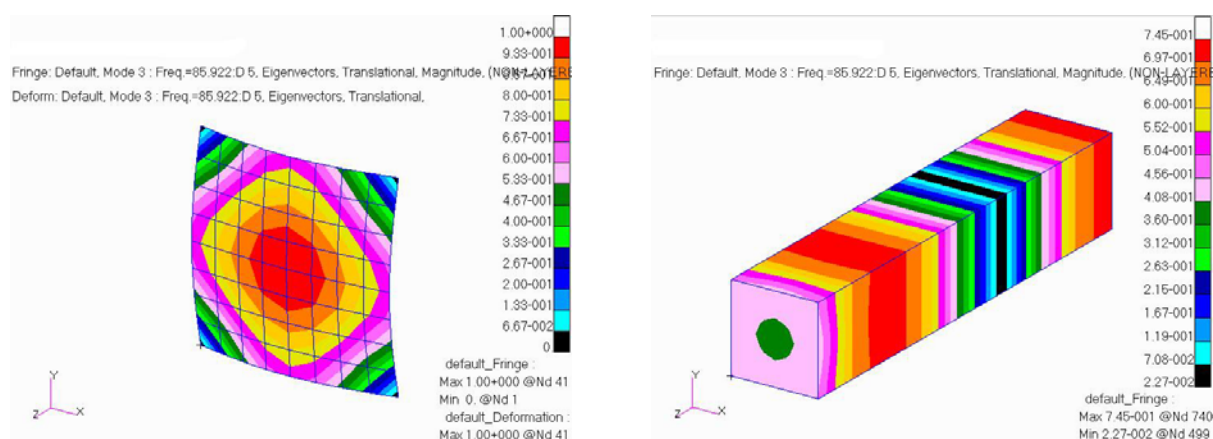 1.00+000
9.33-001
Fringe: Default, Mode 3 : Freq.=85.922:D 5, Eigenvectors, Translational, Magnitude, (NON-LAYERE
Deform: Default, Mode 3 : Freq.=85.922:D 5, Eigenvectors, Translational,
8.00-001
7.33-001
6.67-001
6.00-001
5.33-001
4.67-001
4.00-001
3.33-001
2.67-001
2.00-001
1.33-001
6.67-002
0
default_Fringe :
Max 1.00+000 @Nd 41
Min 0. @Nd 1
default_Deformation :
Max 1.00+000 @Nd 41
Y
Z
X
7.45-001
6.97-001
Fringe: Default, Mode 3 : Freq.=85.922:D 5, Eigenvectors, Translational, Magnitude, (NON-LAYERE
6.49-001
6.00-001
5.52-001
5.04-001
4.56-001
4.08-001
3.60-001
3.12-001
2.63-001
2.15-001
1.67-001
1.19-001
7.08-002
2.27-002
default_Fringe :
Max 7.45-001 @Nd 740
Min 2.27-002 @Nd 499
Y
Z
X